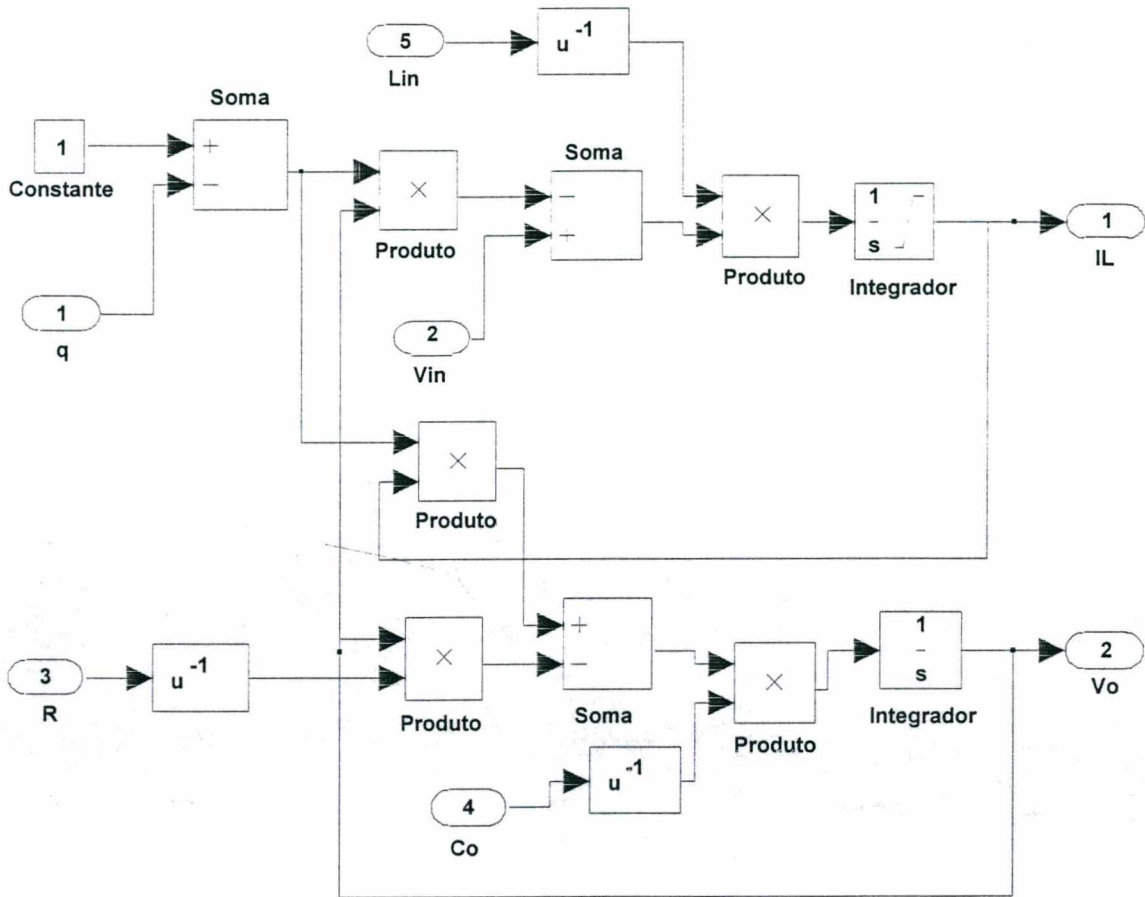 5
Lin
u -1
Soma
1
Constante
+
−
1
q
×
Produto
Soma
−
+
2
Vin
×
Produto
1
s
Integrador
1
IL
×
Produto
3
R
u -1
×
Produto
+
−
Soma
4
Co
u -1
×
Produto
1
s
Integrador
2
Vo